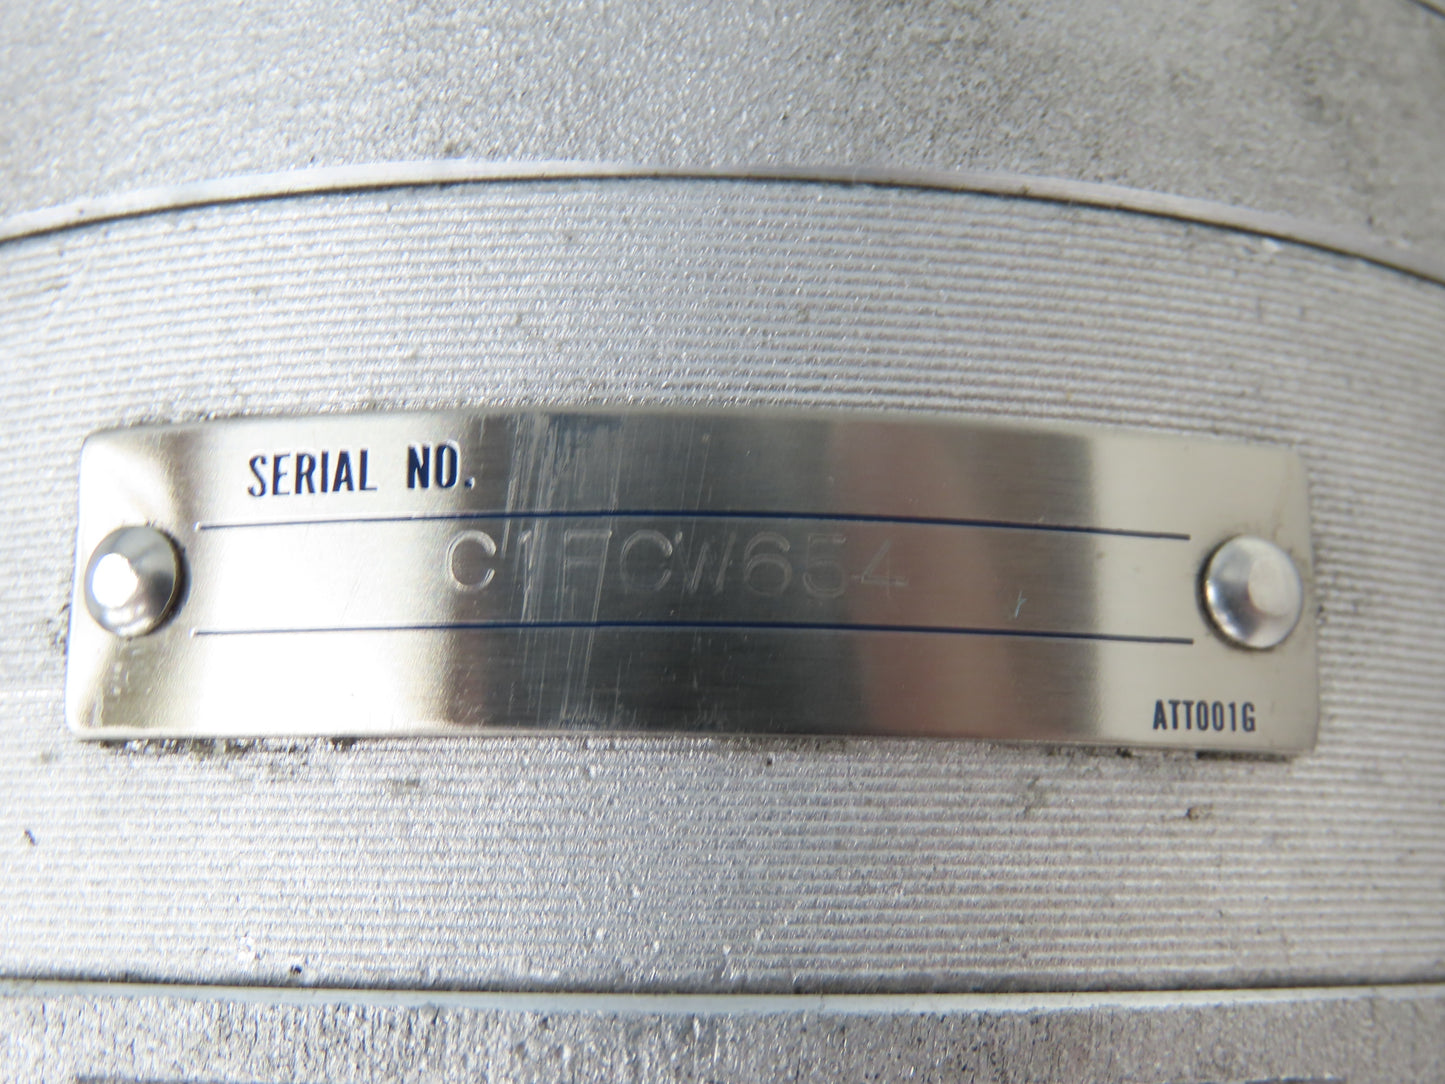 SERIAL NO.
C1FCW654
ATT001G